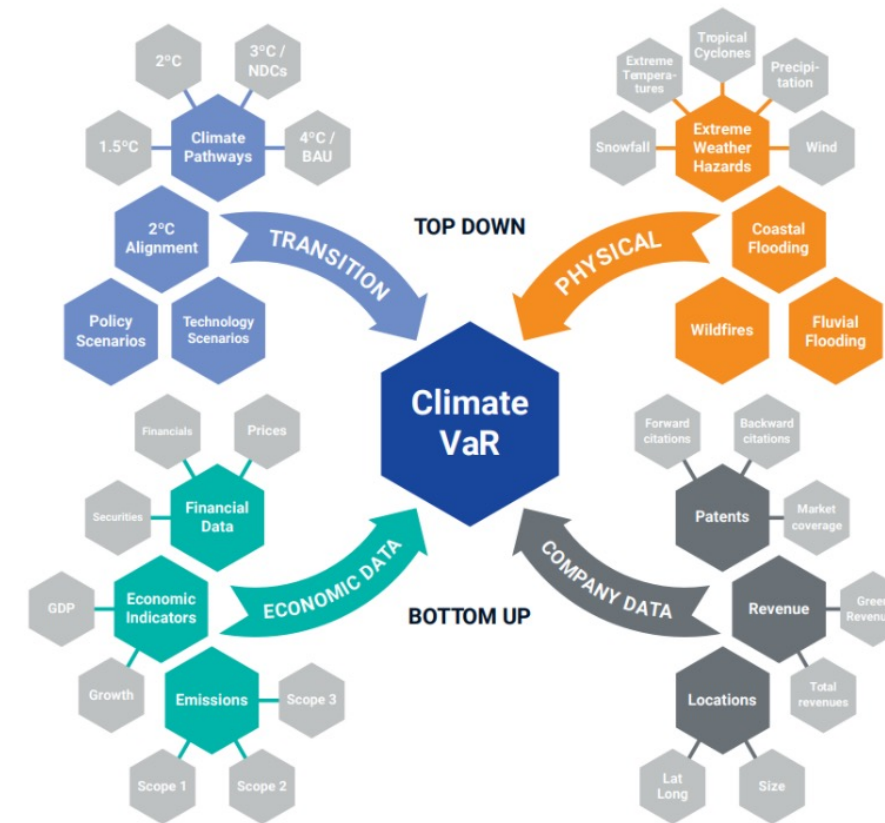 2°C
3°C /
NDCs
1.5°C
Climate
Pathways
4°C /
BAU
2°C
Alignment
Policy
Scenarios
Technology
Scenarios
TRANSITION
TOP DOWN
Tropical
Cyclones
Extreme
Tempera-
tures
Precipi-
tation
Snowfall
Extreme
Weather
Hazards
Wind
Coastal
Flooding
Wildfires
Fluvial
Flooding
PHYSICAL
Climate
VaR
Financials
Prices
Securities
Financial
Data
GDP
Economic
Indicators
Growth
Emissions
Scope 3
Scope 1
Scope 2
ECONOMIC DATA
BOTTOM UP
Forward
citations
Backward
citations
Patents
Market
coverage
COMPANY DATA
Revenue
Green
Revenu
Total
revenues
Locations
Lat
Long
Size